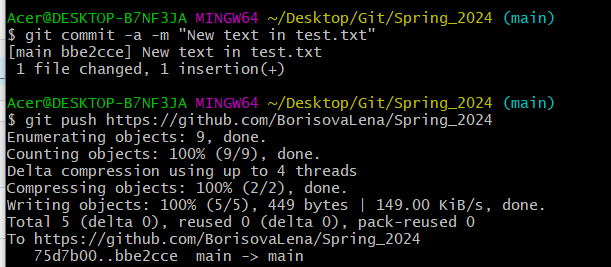 Acer@DESKTOP-B7NF3JA MINGW64 ~/Desktop/Git/Spring_2024 (main)
$ git commit -a -m "New text in test.txt"
[main bbe2cce] New text in test.txt
 1 file changed, 1 insertion(+)

Acer@DESKTOP-B7NF3JA MINGW64 ~/Desktop/Git/Spring_2024 (main)
$ git push https://github.com/BorisovaLena/Spring_2024
Enumerating objects: 9, done.
Counting objects: 100% (9/9), done.
Delta compression using up to 4 threads
Compressing objects: 100% (2/2), done.
Writing objects: 100% (5/5), 449 bytes | 149.00 KiB/s, done.
Total 5 (delta 0), reused 0 (delta 0), pack-reused 0
To https://github.com/BorisovaLena/Spring_2024
   75d7b00..bbe2cce  main -> main